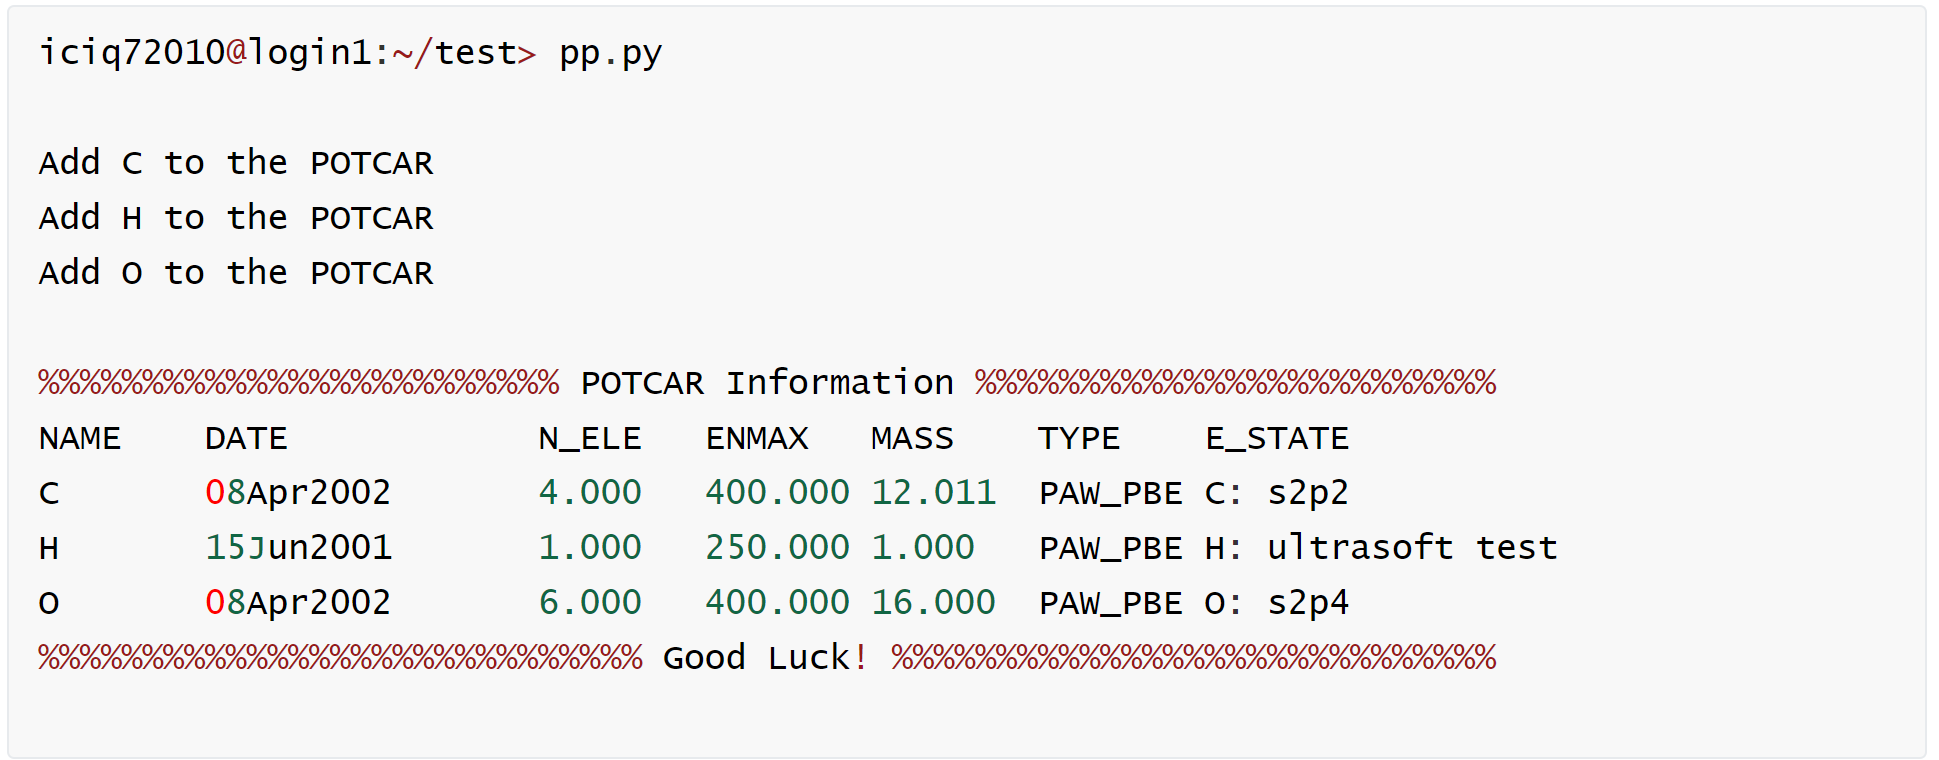 iciq72010@login1:~/test> pp.py
Add C to the POTCAR
Add H to the POTCAR
Add O to the POTCAR
%%%%%%%%%%%%%%%%%%%%%%%%% POTCAR Information %%%%%%%%%%%%%%%%%%%%%%%%%
NAME    DATE            N_ELE   ENMAX   MASS    TYPE    E_STATE
C       08Apr2002       4.000   400.000 12.011  PAW_PBE C: s2p2
H       15Jun2001       1.000   250.000 1.000   PAW_PBE H: ultrasoft test
O       08Apr2002       6.000   400.000 16.000  PAW_PBE O: s2p4
%%%%%%%%%%%%%%%%%%%%%%%%%%%%% Good Luck! %%%%%%%%%%%%%%%%%%%%%%%%%%%%%